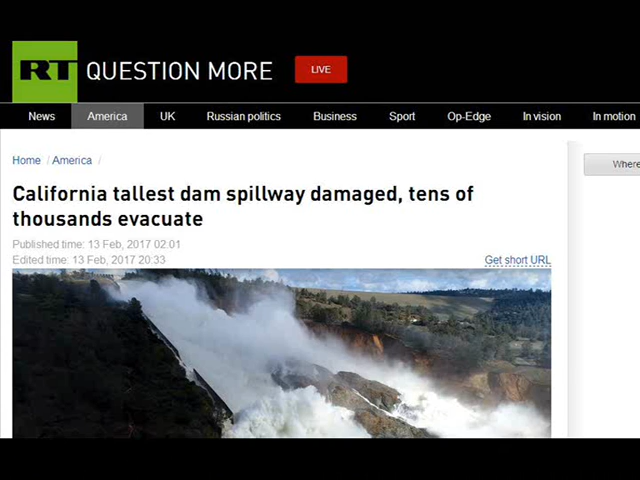 RT QUESTION MORE LIVE
News America UK Russian politics Business Sport Op-Edge In vision In motion
Home / America /
Where
California tallest dam spillway damaged, tens of
thousands evacuate
Published time: 13 Feb, 2017 02:01
Edited time: 13 Feb, 2017 20:33
Get short URL